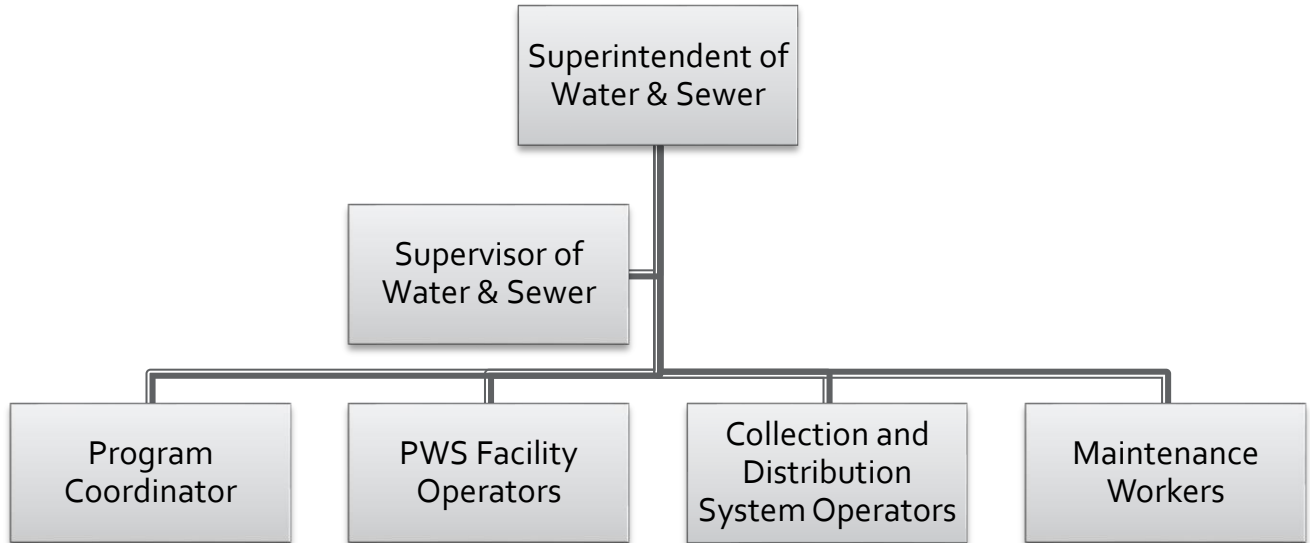 Superintendent of
Water & Sewer
Supervisor of
Water & Sewer
Program
Coordinator
PWS Facility
Operators
Collection and
Distribution
System Operators
Maintenance
Workers